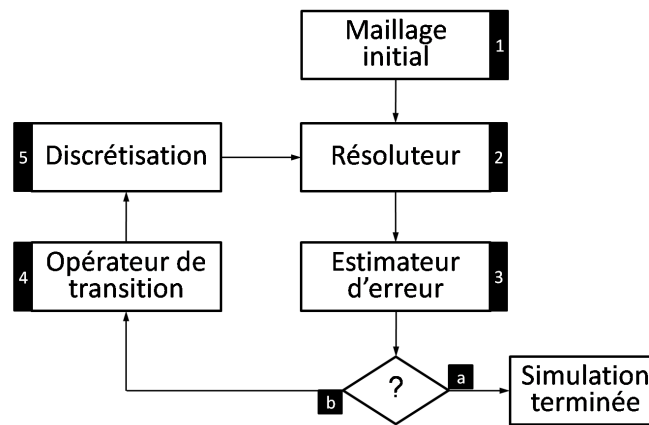 Maillage
initial
1
5
Discrétisation
Résoluteur
2
4
Opérateur de
transition
Estimateur
d'erreur
3
?
a
b
Simulation
terminée